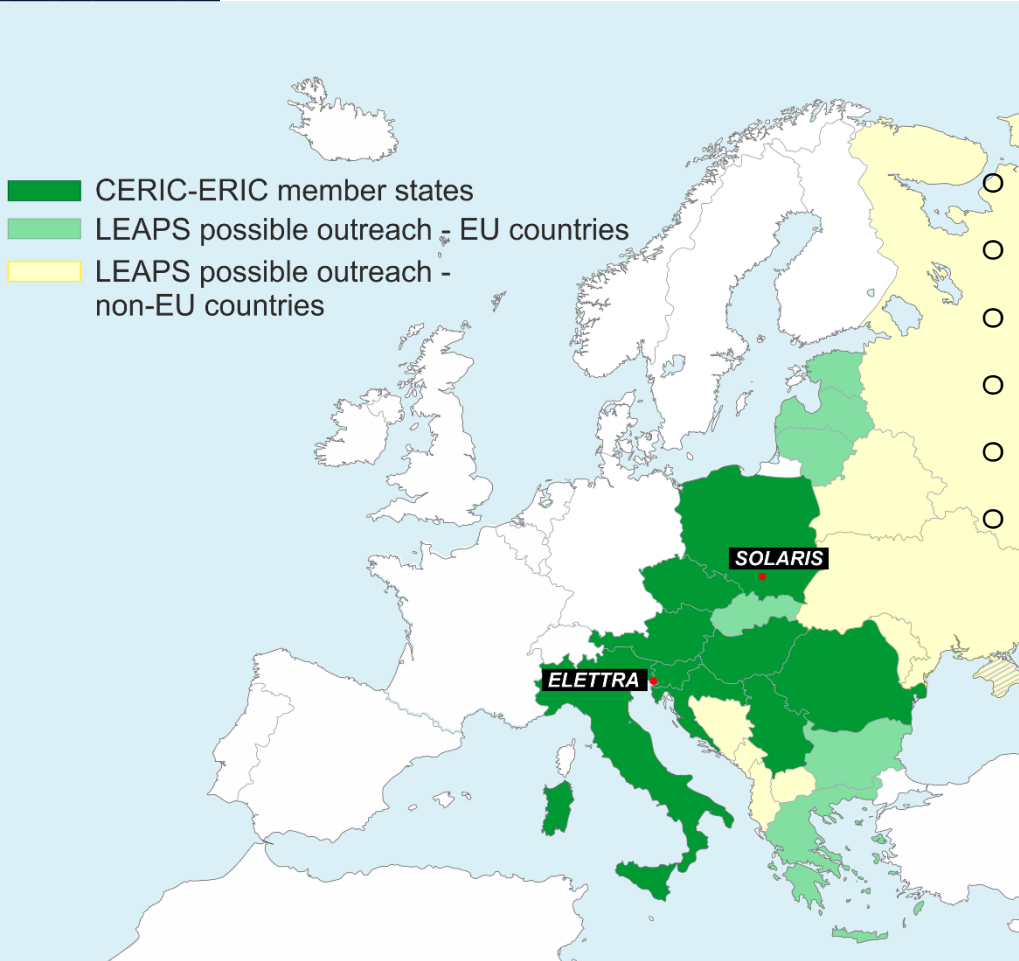 CERIC-ERIC member states
LEAPS possible outreach - EU countries
LEAPS possible outreach -
non-EU countries
SOLARIS
ELETTRA